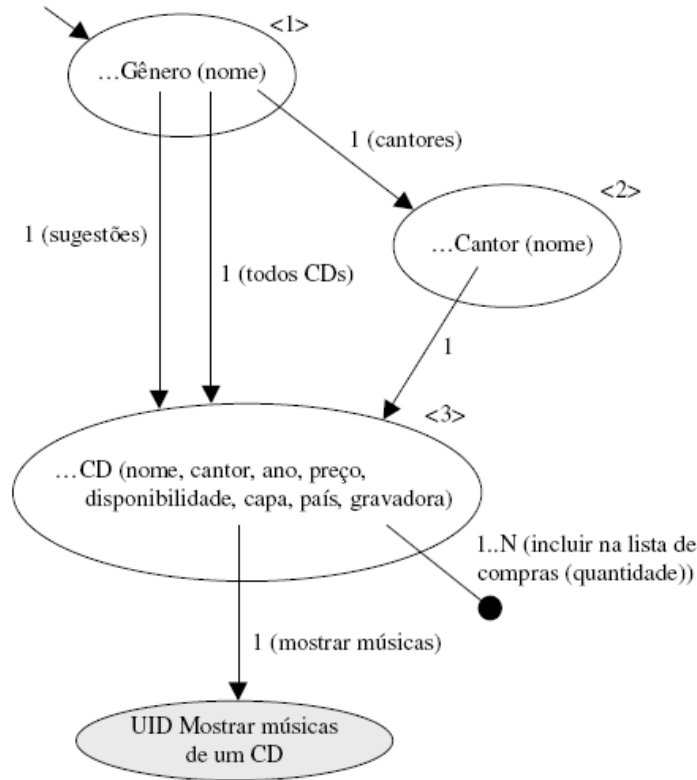 <1>
…Gênero (nome)
1 (cantores)
<2>
…Cantor (nome)
1 (sugestões)
1 (todos CDs)
1
<3>
…CD (nome, cantor, ano, preço,
disponibilidade, capa, país, gravadora)
1..N (incluir na lista de
compras (quantidade))
1 (mostrar músicas)
UID Mostrar músicas
de um CD